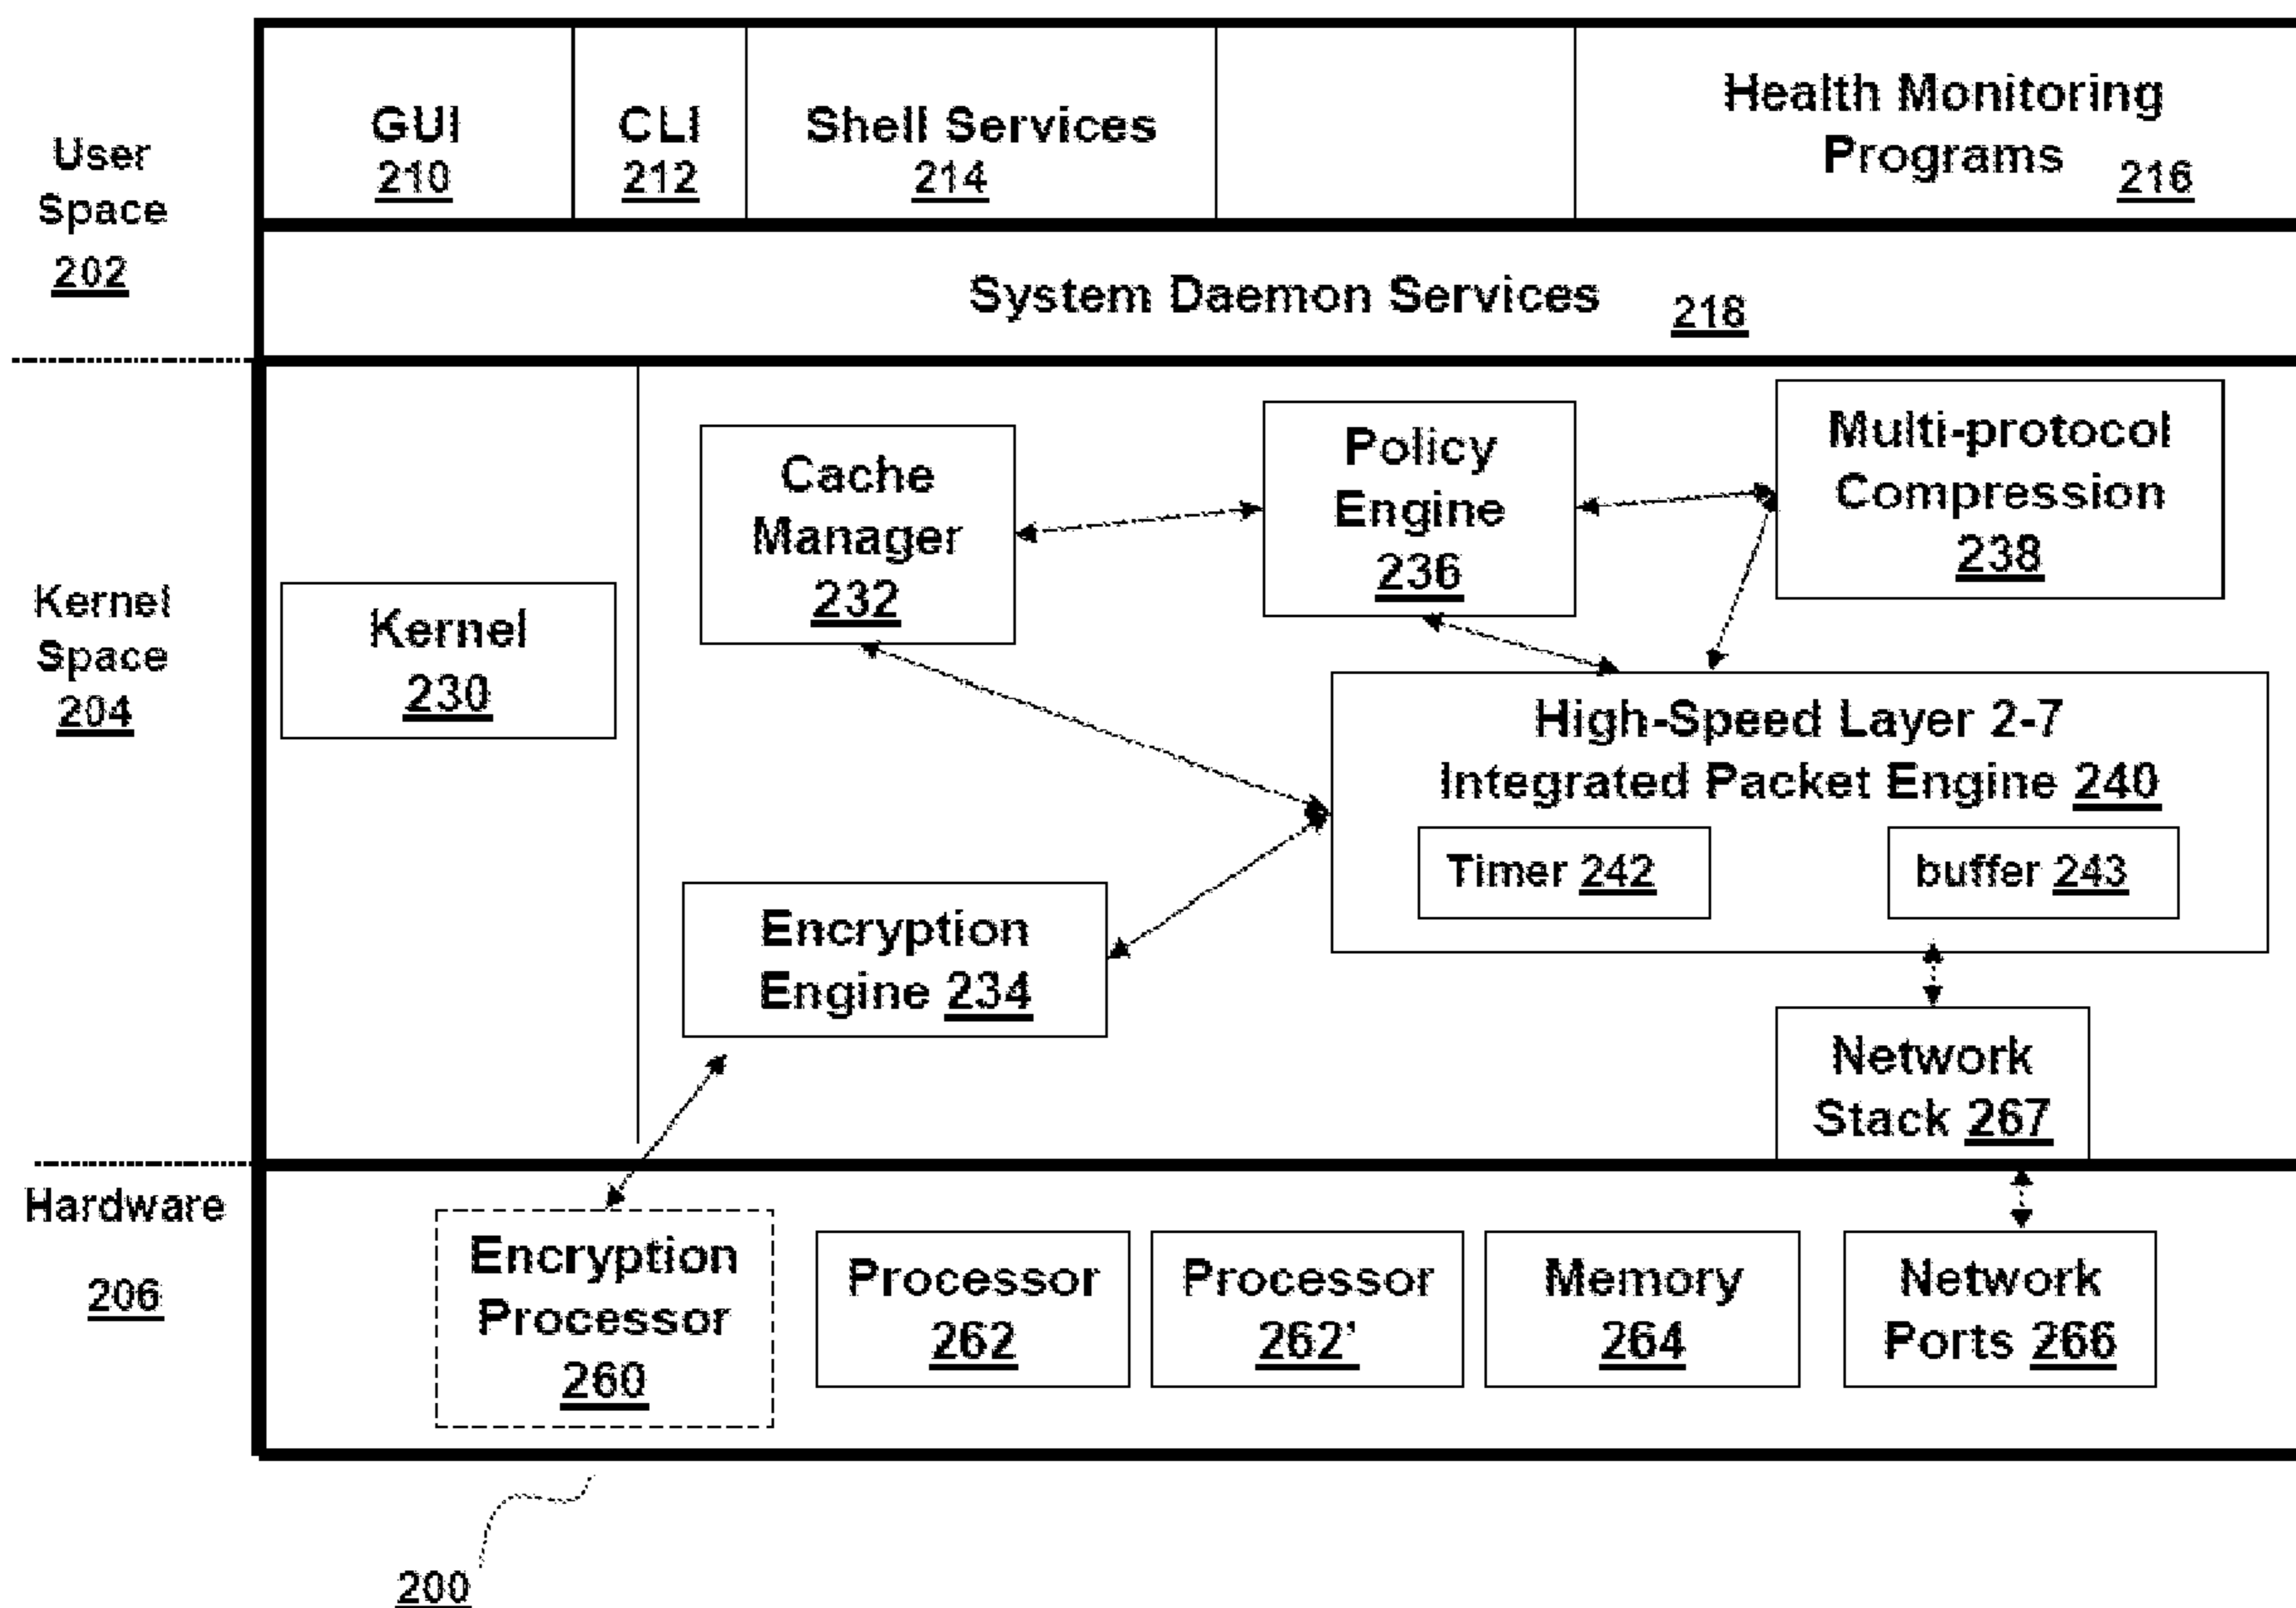 User
Space
202
GUI
210
CLI
212
Shell Services
214
Health Monitoring
Programs 216
System Daemon Services 218
Kernel
Space
204
Kernel
230
Cache
Manager
232
Policy
Engine
236
Multi-protocol
Compression
238
High-Speed Layer 2-7
Integrated Packet Engine 240
Timer 242
buffer 243
Encryption
Engine 234
Network
Stack 267
Hardware
206
Encryption
Processor
260
Processor
262
Processor
262’
Memory
264
Network
Ports 266
200